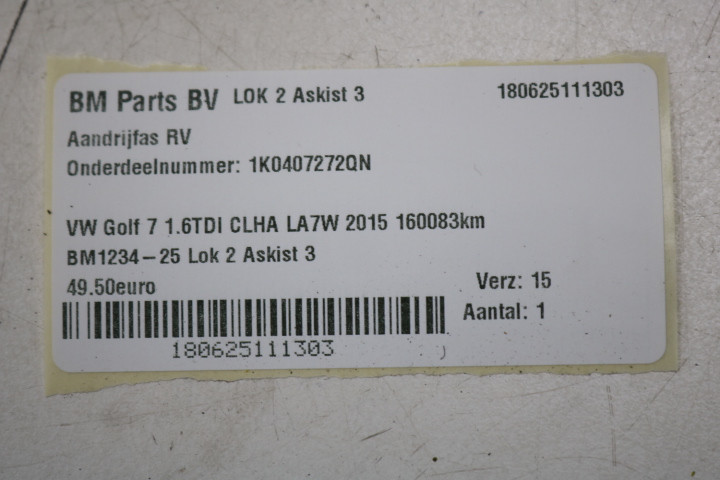 BM Parts BV LOK 2 Askist 3 180625111303
Aandrijfas RV
Onderdeelnummer: 1K0407272QN
VW Golf 7 1.6TDI CLHA LA7W 2015 160083km
BM1234-25 Lok 2 Askist 3
49.50euro Verz: 15
Aantal: 1
180625111303